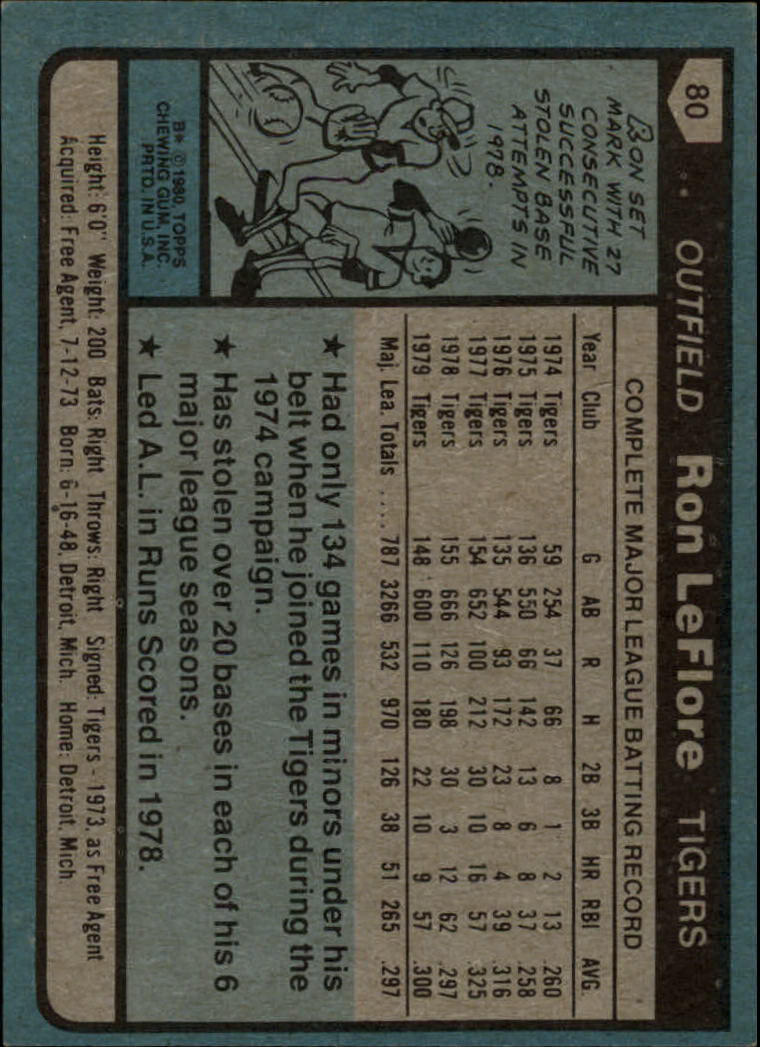 80
OUTFIELD Ron LeFlore TIGERS
RON SET
MARK WITH 27
CONSECUTIVE
SUCCESSFUL
STOLEN BASE
ATTEMPTS IN
1978.
B* © 1980 TOPPS
CHEWING GUM, INC.
PRTD. IN U.S.A.
COMPLETE MAJOR LEAGUE BATTING RECORD
Year Club G AB R H 2B 3B HR RBI AVG.
1974 Tigers 59 254 37 66 8 1 2 13 .260
1975 Tigers 136 550 66 142 13 6 8 37 .258
1976 Tigers 135 544 93 172 23 8 4 39 .316
1977 Tigers 154 652 100 212 30 10 16 57 .325
1978 Tigers 155 666 126 198 30 3 12 62 .297
1979 Tigers 148 600 110 180 22 10 9 57 .300
Maj. Lea. Totals .... 787 3266 532 970 126 38 51 265 .297
★ Had only 134 games in minors under his
belt when he joined the Tigers during the
1974 campaign.
★ Has stolen over 20 bases in each of his 6
major league seasons.
★ Led A.L. in Runs Scored in 1978.
Height: 6'0" Weight: 200 Bats: Right Throws: Right Signed: Tigers - 1973, as Free Agent
Acquired: Free Agent, 7-12-73 Born: 6-16-48, Detroit, Mich. Home: Detroit, Mich.